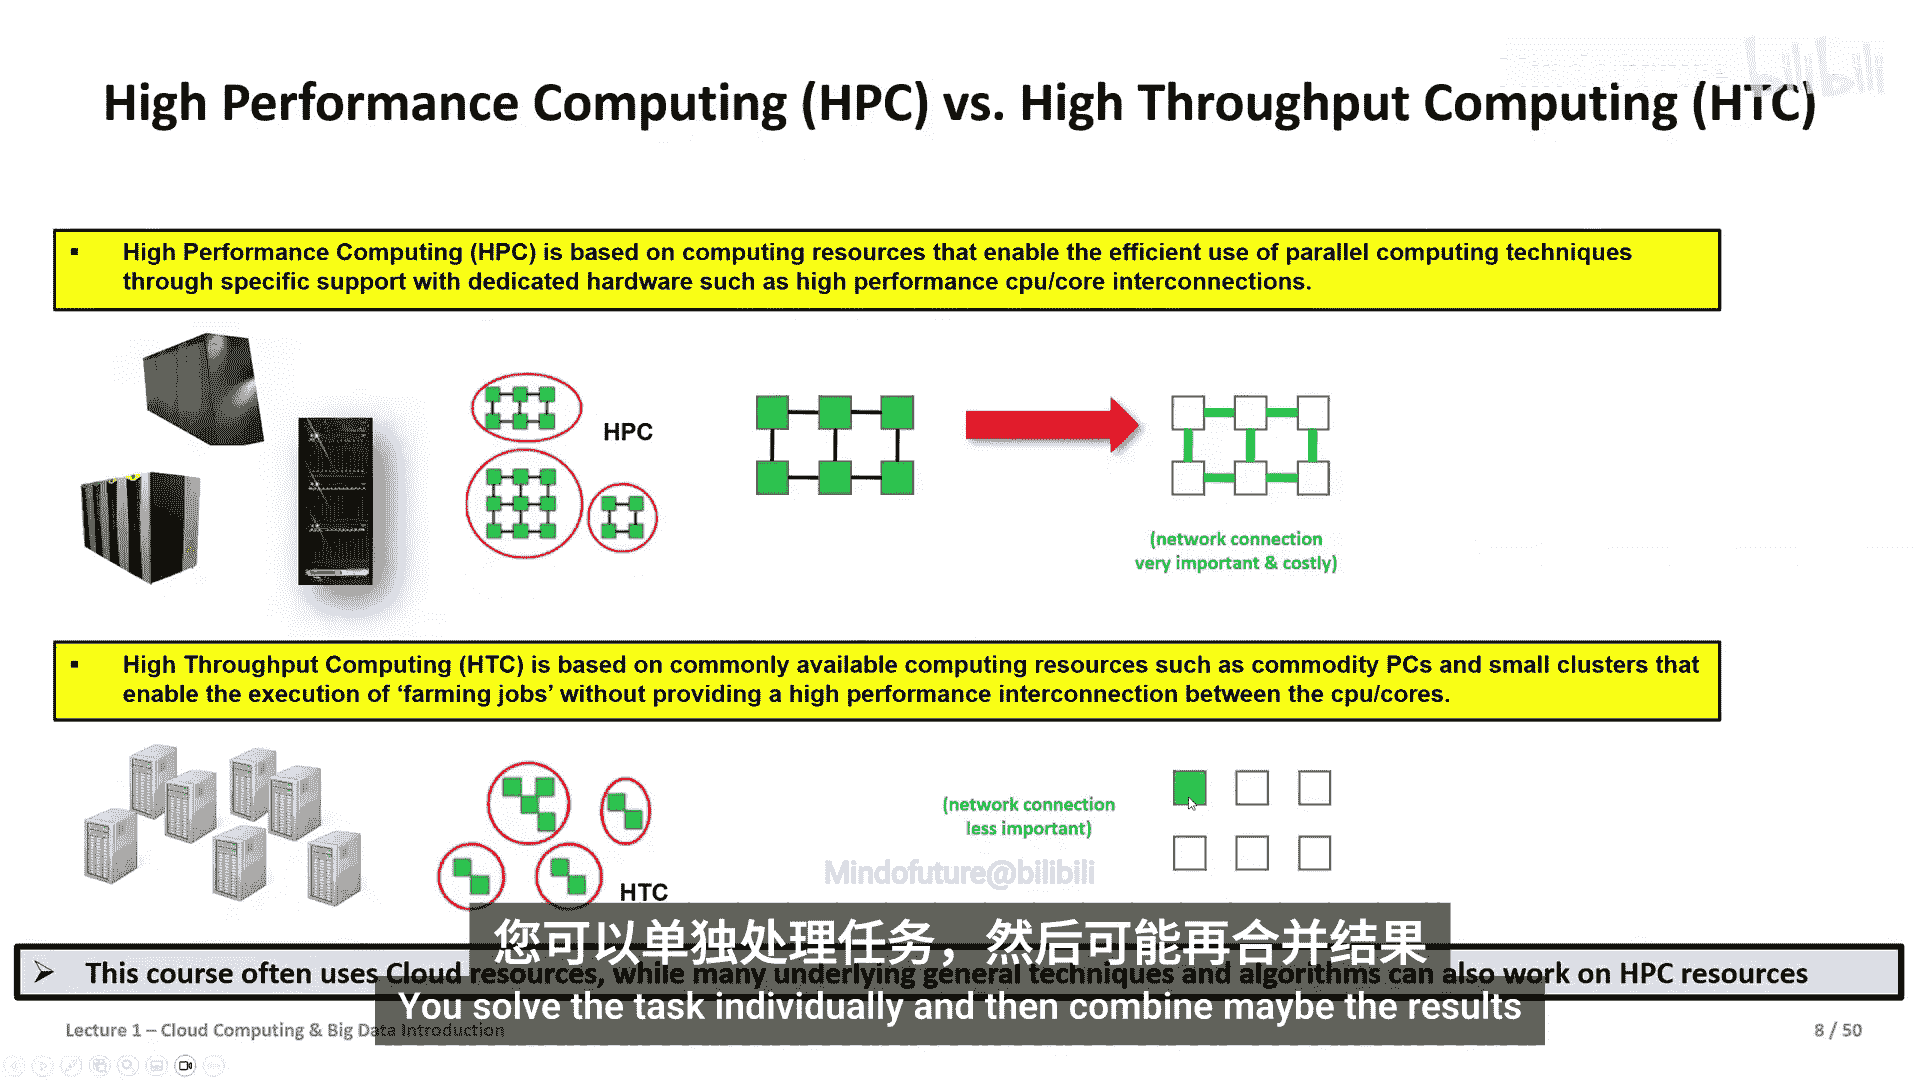 bilibili
High Performance Computing (HPC) vs. High Throughput Computing (HTC)
▪ High Performance Computing (HPC) is based on computing resources that enable the efficient use of parallel computing techniques
through specific support with dedicated hardware such as high performance cpu/core interconnections.
HPC
(network connection
very important & costly)
▪ High Throughput Computing (HTC) is based on commonly available computing resources such as commodity PCs and small clusters that
enable the execution of ‘farming jobs’ without providing a high performance interconnection between the cpu/cores.
(network connection
less important)
Mindofuture@bilibili
HTC
您可以单独处理任务，然后可能再合并结果
➢ This course often uses Cloud resources, while many underlying general techniques and algorithms can also work on HPC resources
You solve the task individually and then combine maybe the results
Lecture 1 – Cloud Computing & Big Data Introduction
8 / 50